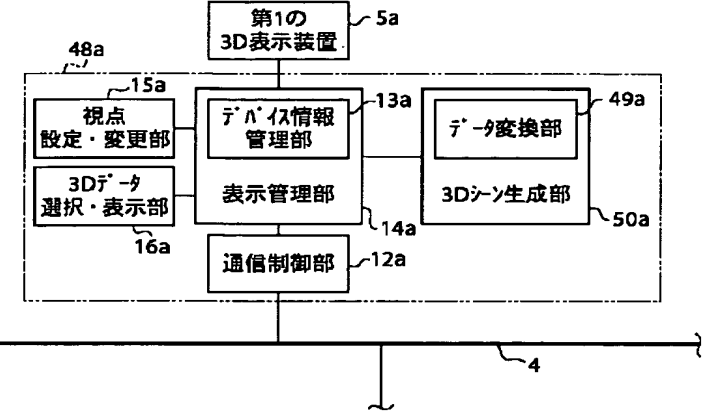 第1の
3D表示装置
5a
48a
15a
視点
設定・変更部
ﾃﾞﾊﾞｲｽ情報
管理部
13a
ﾃﾞｰﾀ変換部
49a
3Dﾃﾞｰﾀ
選択・表示部
16a
表示管理部
14a
3Dｼｰﾝ生成部
50a
通信制御部
12a
4